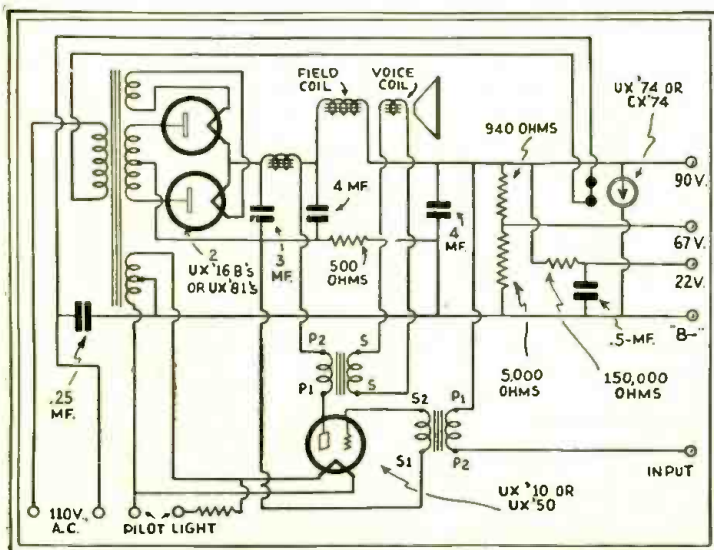 FIELD
COIL
VOICE
COIL
UX '74 OR
CX '74
940 OHMS
90 V.
4 MF.
4
MF.
67 V.
2
UX '16 B's
OR UX '81's
3
MF.
500
OHMS
22V.
"B-"
.25
MF.
P2
S
P1
S
5,000
OHMS
150,000
OHMS
.5-MF.
S2
P1
S1
P2
INPUT
UX '10 OR
UX '50
110V.,
A.C.
PILOT LIGHT